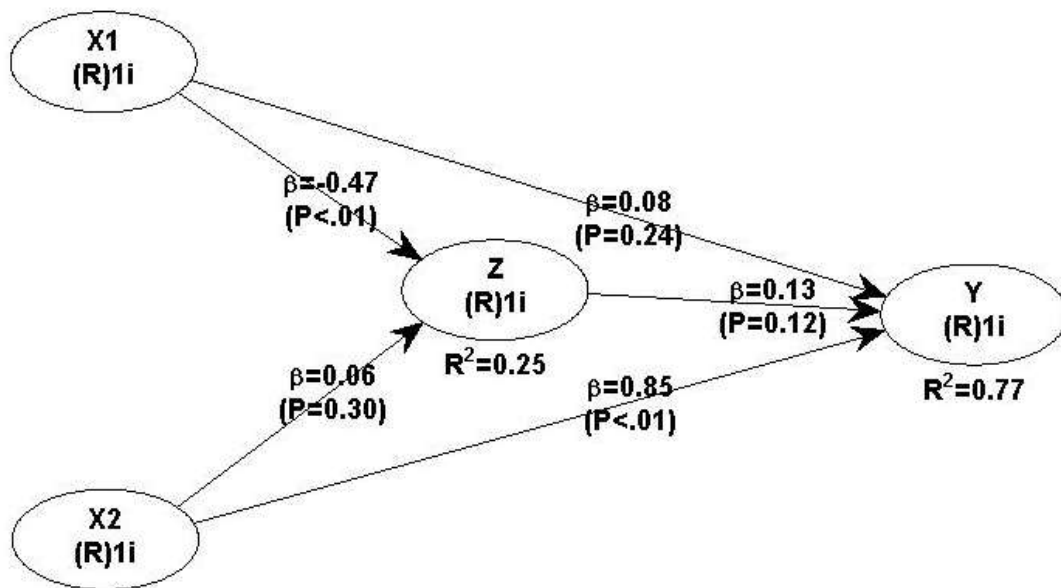 X1
(R)1i
β=-0.47
(P<.01)
β=0.08
(P=0.24)
Z
(R)1i
R²=0.25
β=0.13
(P=0.12)
Y
(R)1i
R²=0.77
β=0.06
(P=0.30)
β=0.85
(P<.01)
X2
(R)1i